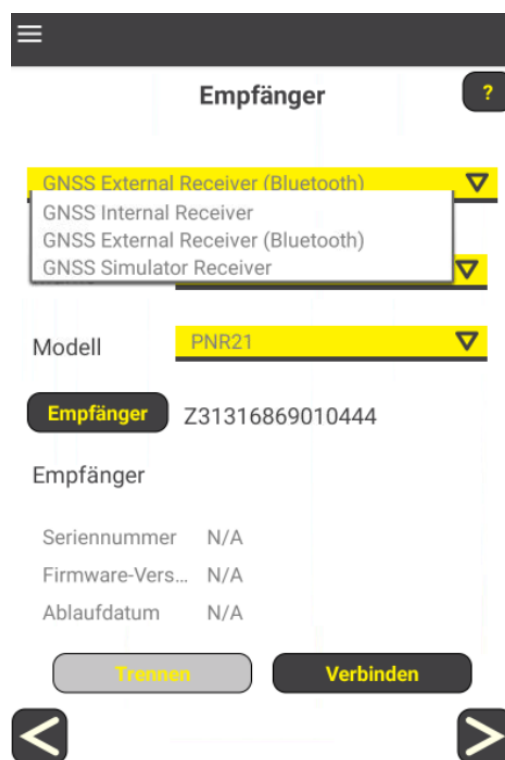 Empfänger
?
GNSS External Receiver (Bluetooth)
GNSS Internal Receiver
GNSS External Receiver (Bluetooth)
GNSS Simulator Receiver
Modell PNR21
Empfänger Z31316869010444
Empfänger
Seriennummer N/A
Firmware-Vers... N/A
Ablaufdatum N/A
Trennen Verbinden